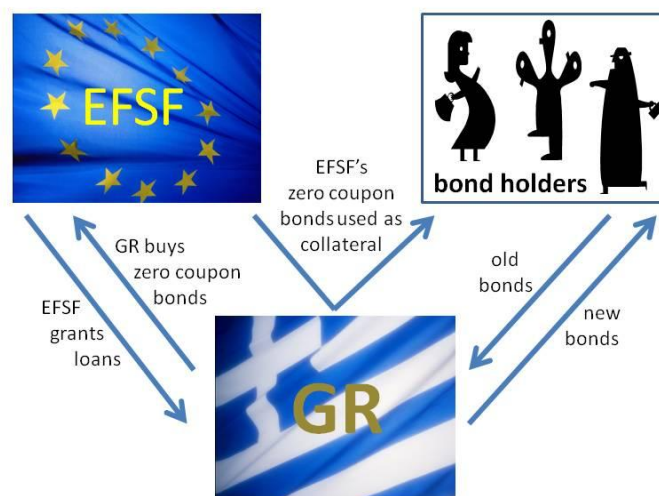 EFSF
bond holders
EFSF's
zero coupon
bonds used as
collateral
GR buys
zero coupon
bonds
EFSF
grants
loans
old
bonds
new
bonds
GR